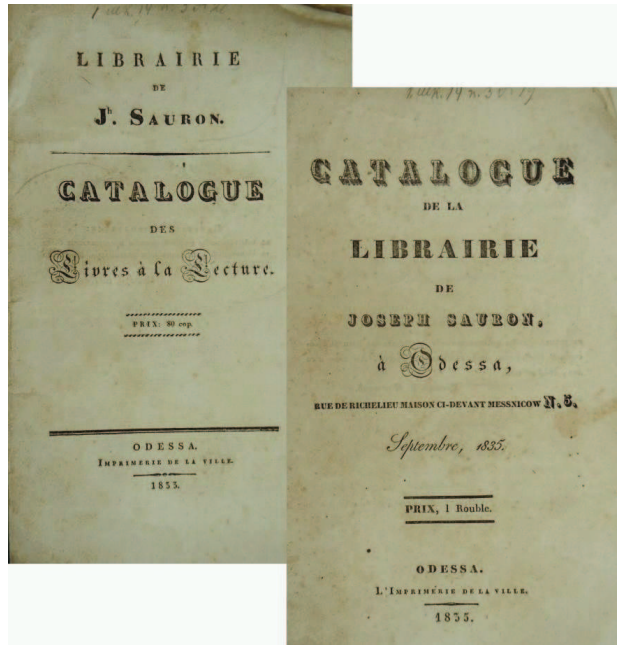 LIBRAIRIE
DE
Jh. SAURON.
CATALOGUE
DES
Livres à la Lecture.
PRIX: 80 cop.
ODESSA.
IMPRIMERIE DE LA VILLE.
1835.
CATALOGUE
DE LA
LIBRAIRIE
DE
JOSEPH SAURON,
à Odessa,
RUE DE RICHELIEU MAISON CI-DEVANT MESSNICOW N. 5.
Septembre, 1835.
PRIX, 1 Rouble.
ODESSA.
L'IMPRIMERIE DE LA VILLE.
1835.